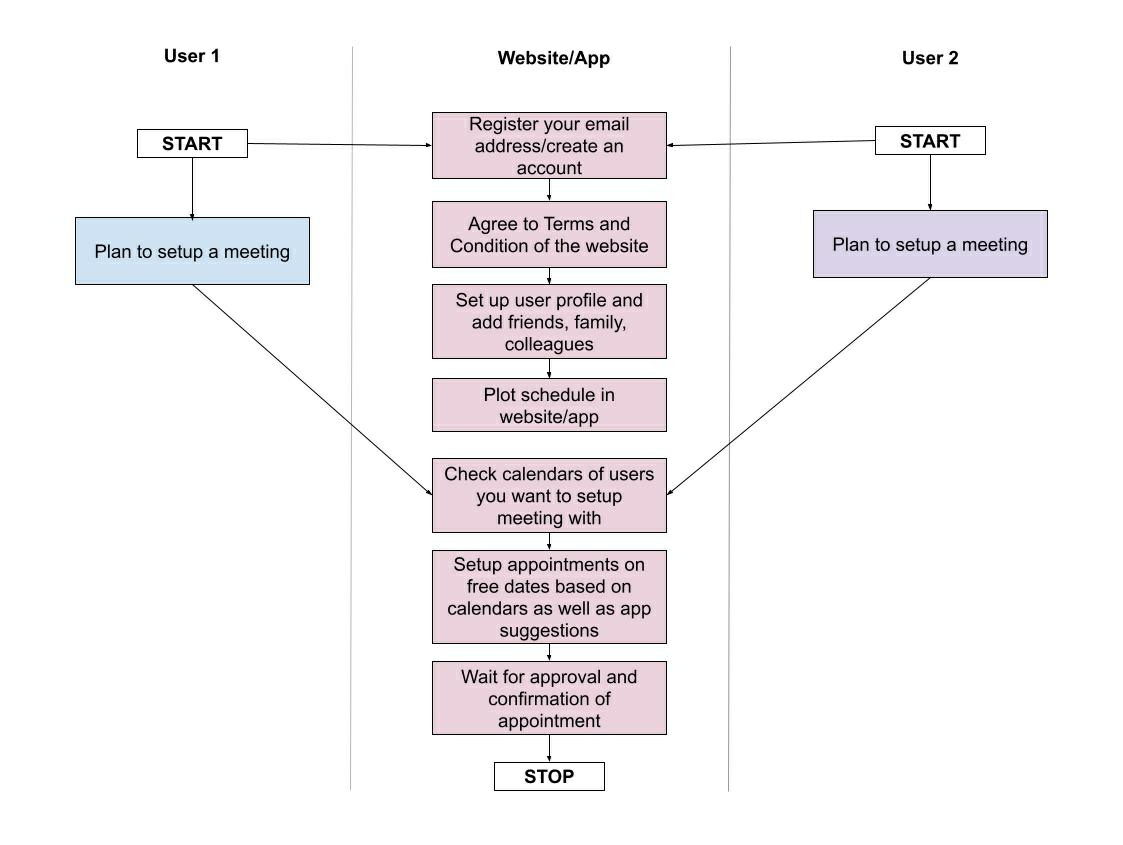 User 1
Website/App
User 2
START
Register your email
address/create an
account
START
Plan to setup a meeting
Agree to Terms and
Condition of the website
Plan to setup a meeting
Set up user profile and
add friends, family,
colleagues
Plot schedule in
website/app
Check calendars of users
you want to setup
meeting with
Setup appointments on
free dates based on
calendars as well as app
suggestions
Wait for approval and
confirmation of
appointment
STOP